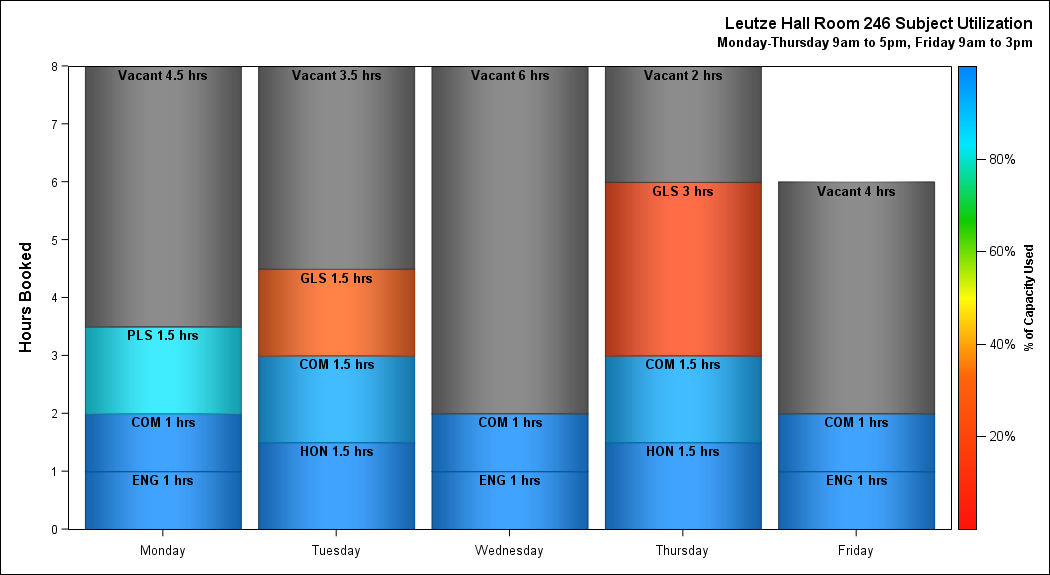 Leutze Hall Room 246 Subject Utilization
Monday-Thursday 9am to 5pm, Friday 9am to 3pm
Hours Booked
8
7
6
5
4
3
2
1
0
Vacant 4.5 hrs
PLS 1.5 hrs
COM 1 hrs
ENG 1 hrs
Vacant 3.5 hrs
GLS 1.5 hrs
COM 1.5 hrs
HON 1.5 hrs
Vacant 6 hrs
COM 1 hrs
ENG 1 hrs
Vacant 2 hrs
GLS 3 hrs
COM 1.5 hrs
HON 1.5 hrs
Vacant 4 hrs
COM 1 hrs
ENG 1 hrs
Monday
Tuesday
Wednesday
Thursday
Friday
80%
60%
40%
20%
% of Capacity Used